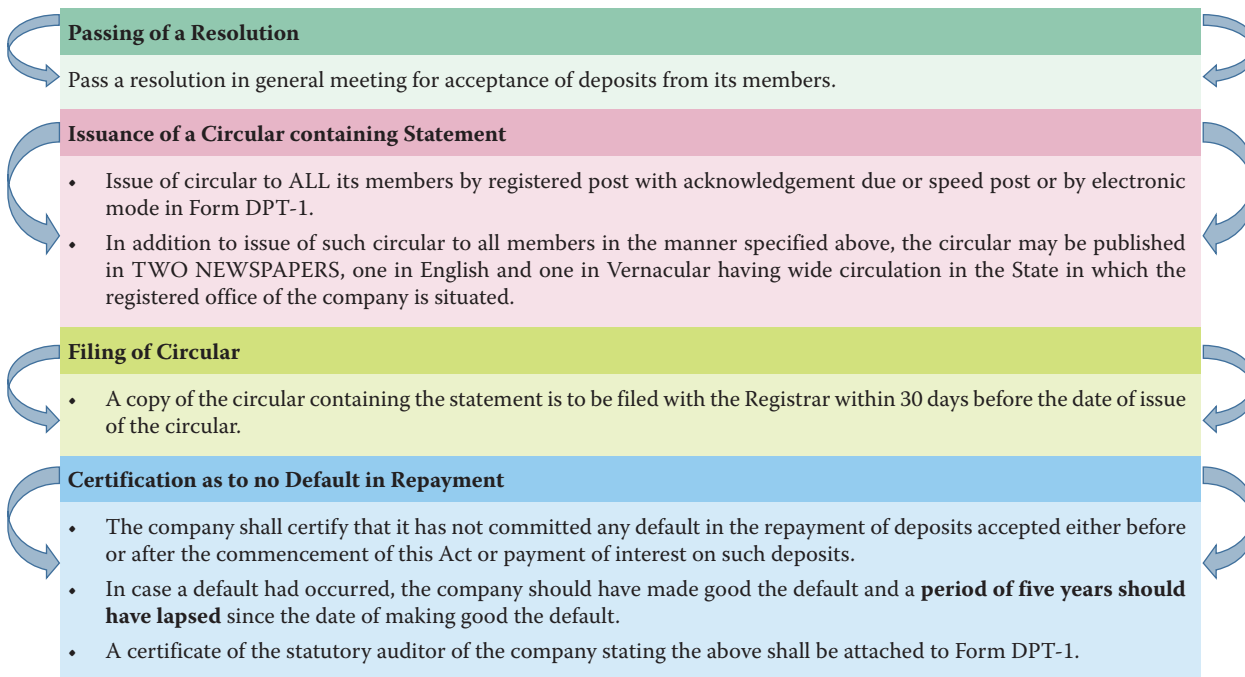 Passing of a Resolution
Pass a resolution in general meeting for acceptance of deposits from its members.
Issuance of a Circular containing Statement
• Issue of circular to ALL its members by registered post with acknowledgement due or speed post or by electronic
mode in Form DPT-1.
• In addition to issue of such circular to all members in the manner specified above, the circular may be published
in TWO NEWSPAPERS, one in English and one in Vernacular having wide circulation in the State in which the
registered office of the company is situated.
Filing of Circular
• A copy of the circular containing the statement is to be filed with the Registrar within 30 days before the date of issue
of the circular.
Certification as to no Default in Repayment
• The company shall certify that it has not committed any default in the repayment of deposits accepted either before
or after the commencement of this Act or payment of interest on such deposits.
• In case a default had occurred, the company should have made good the default and a period of five years should
have lapsed since the date of making good the default.
• A certificate of the statutory auditor of the company stating the above shall be attached to Form DPT-1.